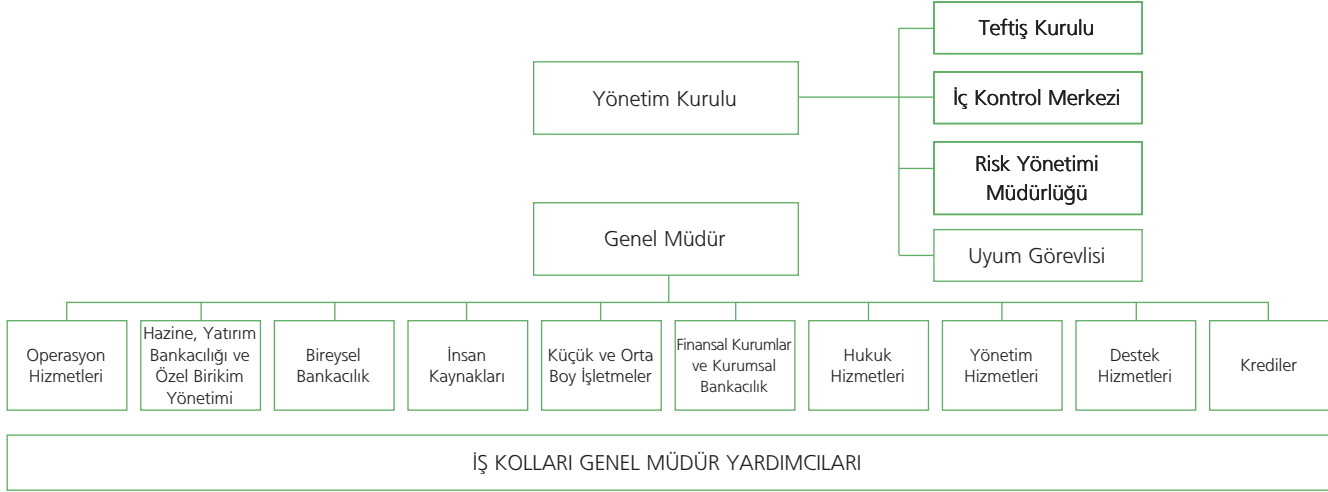 Teftiş Kurulu
Yönetim Kurulu
İç Kontrol Merkezi
Risk Yönetimi
Müdürlüğü
Genel Müdür
Uyum Görevlisi
Operasyon
Hizmetleri
Hazine, Yatırım
Bankacılığı ve
Özel Birikim
Yönetimi
Bireysel
Bankacılık
İnsan
Kaynakları
Küçük ve Orta
Boy İşletmeler
Finansal Kurumlar
ve Kurumsal
Bankacılık
Hukuk
Hizmetleri
Yönetim
Hizmetleri
Destek
Hizmetleri
Krediler
İŞ KOLLARI GENEL MÜDÜR YARDIMCILARI